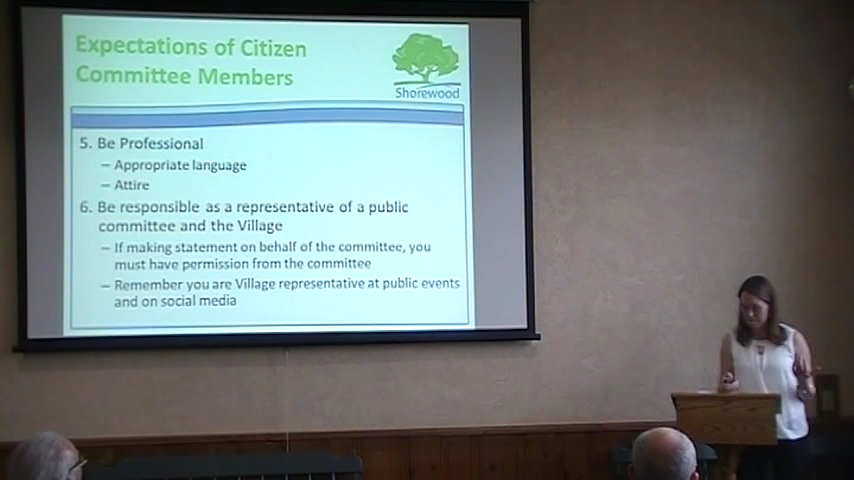 Expectations of Citizen
Committee Members
Shorewood
5. Be Professional
– Appropriate language
– Attire
6. Be responsible as a representative of a public
committee and the Village
– If making statement on behalf of the committee, you
must have permission from the committee
– Remember you are Village representative at public events
and on social media